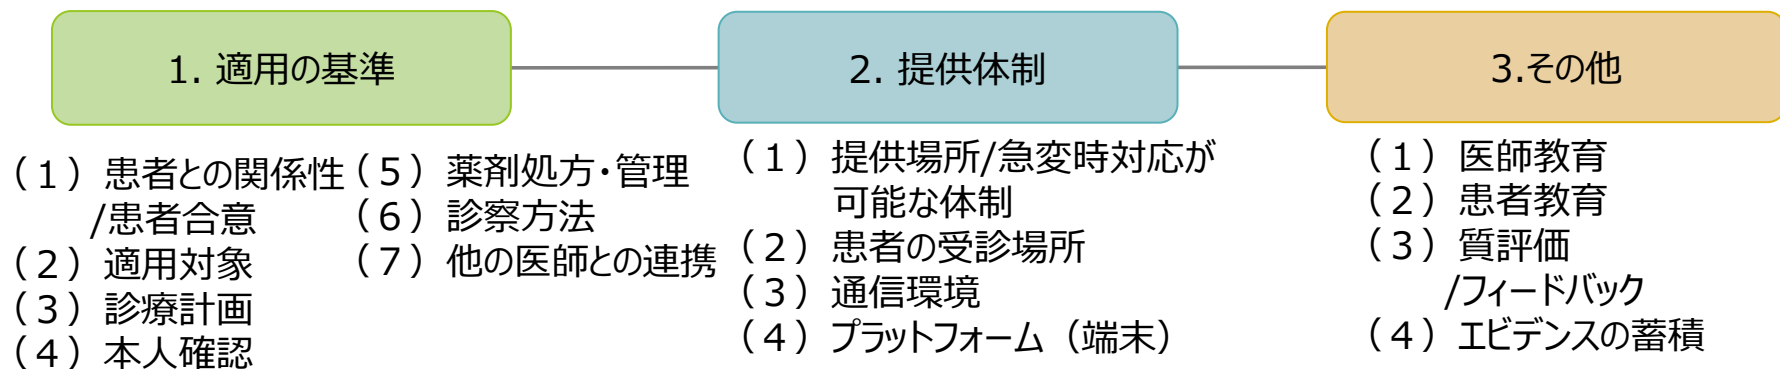 1. 適用の基準
（1）患者との関係性
/患者合意
（2）適用対象
（3）診療計画
（4）本人確認
（5）薬剤処方・管理
（6）診察方法
（7）他の医師との連携
2. 提供体制
（1）提供場所/急変時対応が
可能な体制
（2）患者の受診場所
（3）通信環境
（4）プラットフォーム（端末）
3.その他
（1）医師教育
（2）患者教育
（3）質評価
/フィードバック
（4）エビデンスの蓄積